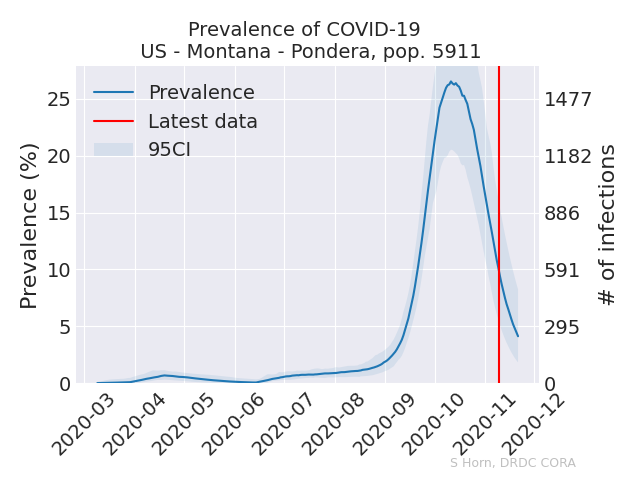 Prevalence of COVID-19
US - Montana - Pondera, pop. 5911
Prevalence
Latest data
95CI
Prevalence (%)
25
20
15
10
5
0
1477
1182
886
591
295
0
# of infections
2020-03
2020-04
2020-05
2020-06
2020-07
2020-08
2020-09
2020-10
2020-11
2020-12
S Horn, DRDC CORA